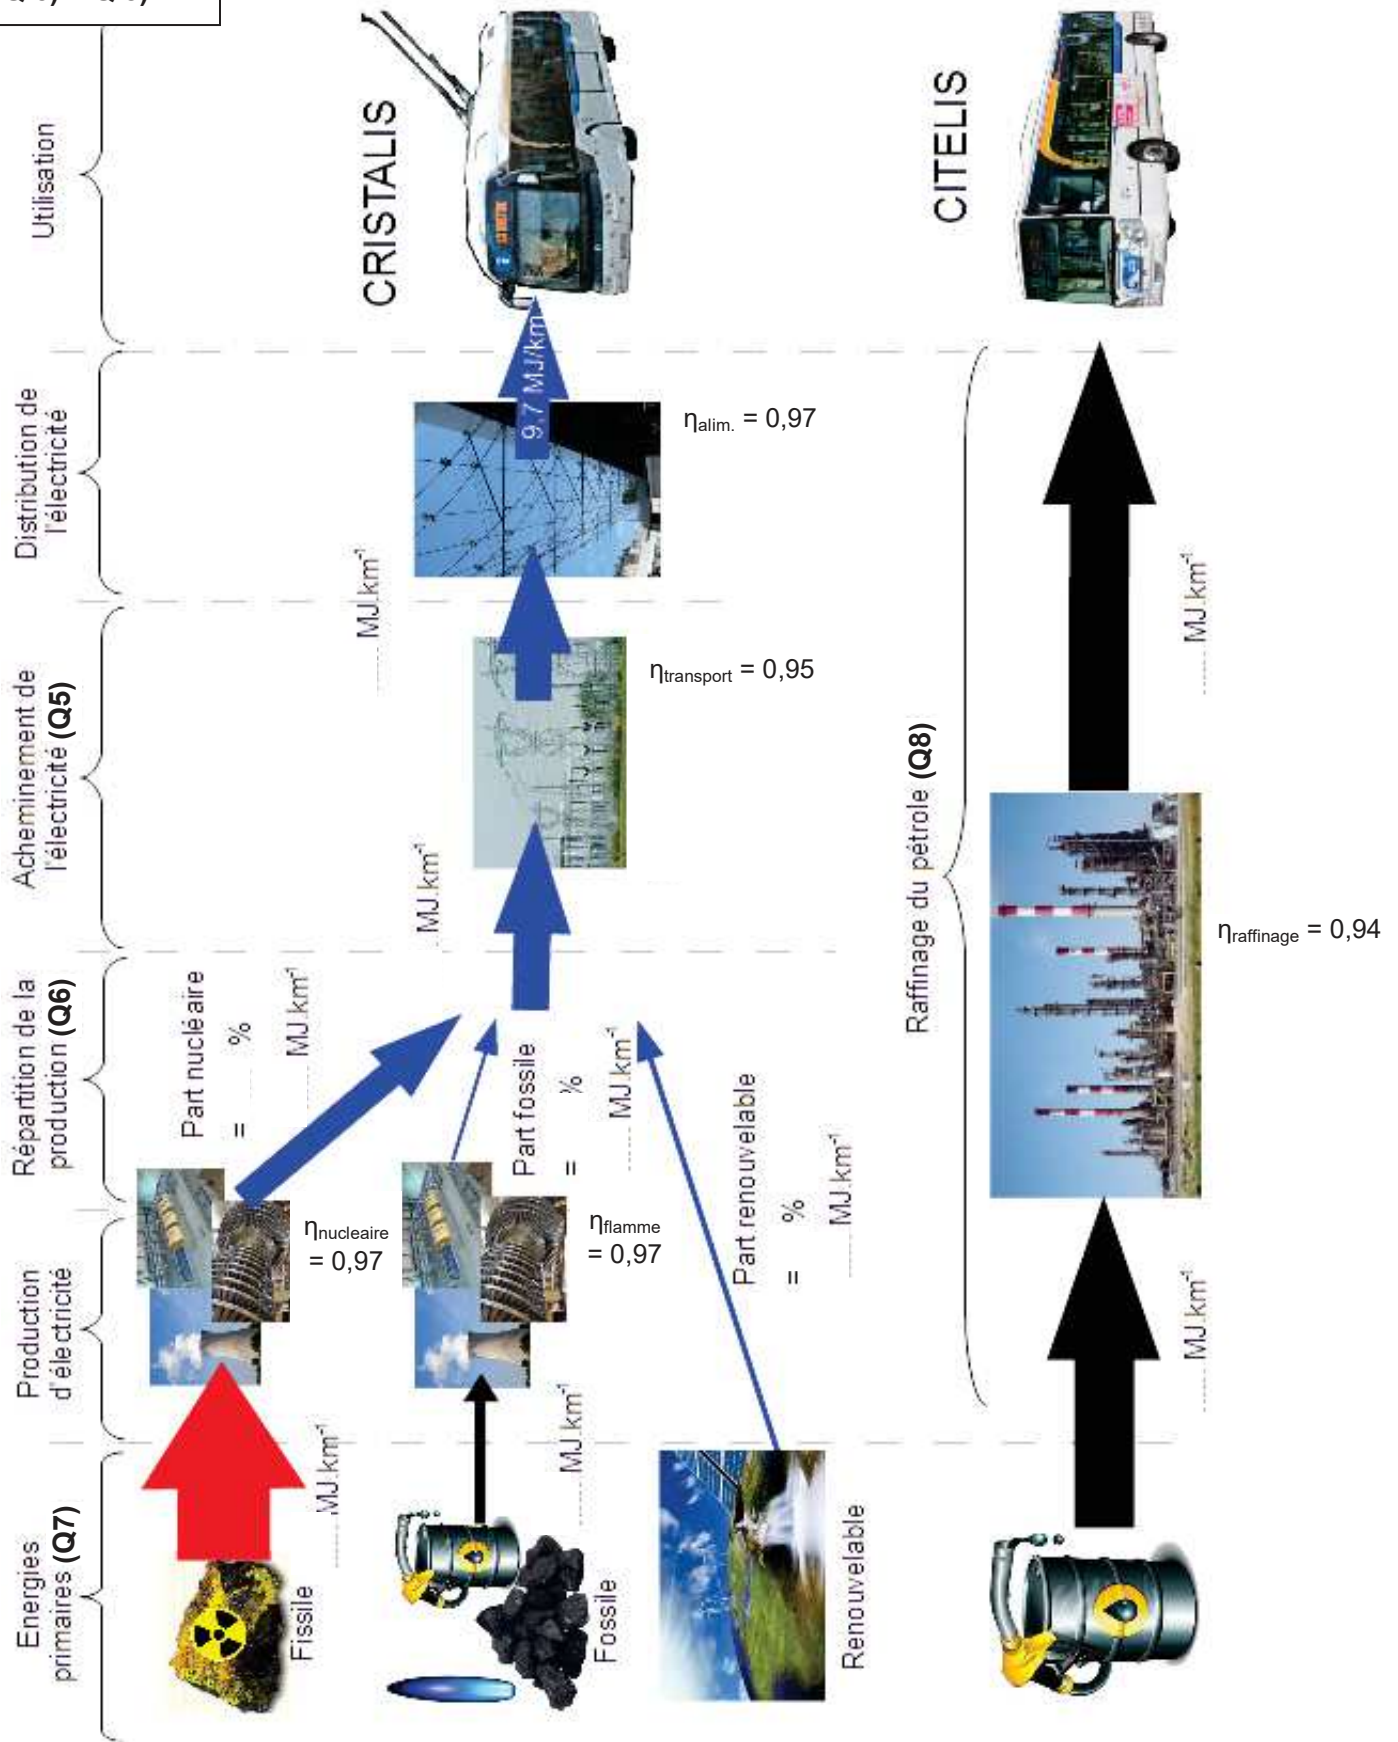 Utilisation
Distribution de
l'électricité
Acheminement de
l'électricité (Q5)
Répartition de la
production (Q6)
Production
d'électricité
Energies
primaires (Q7)
CRISTALIS
9,7 MJ/km
ηalim. = 0,97
MJ.km-1
ηtransport = 0,95
MJ.km-1
Part nucléaire
= %
MJ.km-1
ηnucleaire
= 0,97
MJ.km-1
Fissile
Part fossile
= %
MJ.km-1
ηflamme
= 0,97
MJ.km-1
Fossile
Part renouvelable
= %
MJ.km-1
Renouvelable
CITELIS
Raffinage du pétrole (Q8)
MJ.km-1
ηraffinage = 0,94
MJ.km-1